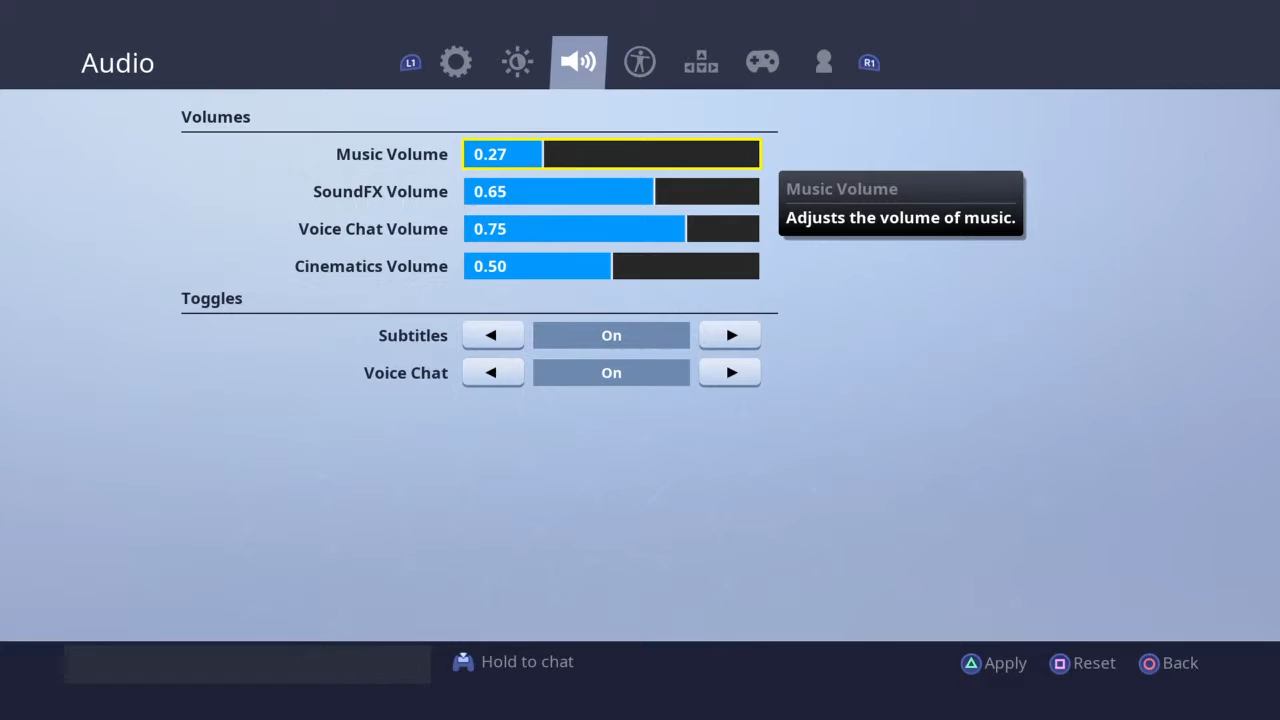 Audio
L1
R1
Volumes
Music Volume 0.27
SoundFX Volume 0.65
Music Volume
Adjusts the volume of music.
Voice Chat Volume 0.75
Cinematics Volume 0.50
Toggles
Subtitles On
Voice Chat On
Hold to chat
Apply Reset Back